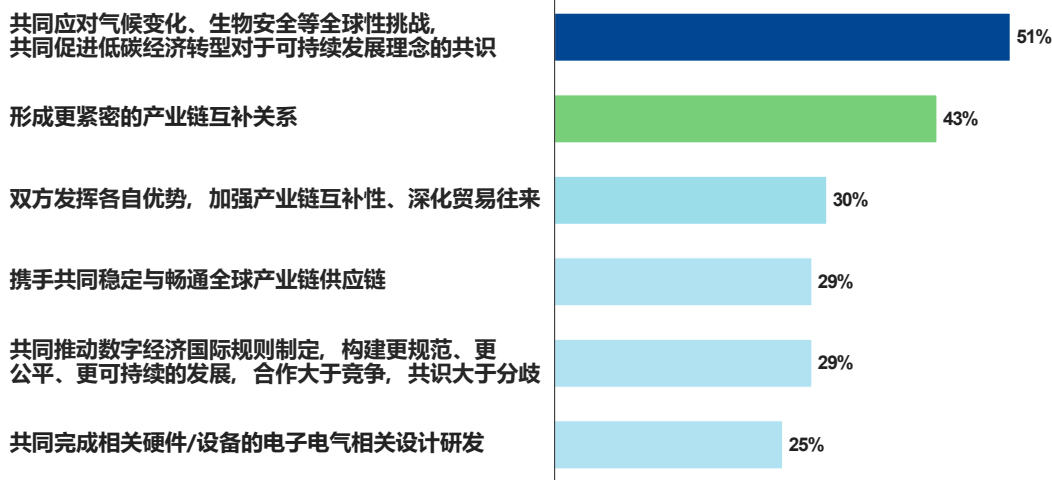 共同应对气候变化、生物安全等全球性挑战,
共同促进低碳经济转型对于可持续发展理念的共识
51%
形成更紧密的产业链互补关系
43%
双方发挥各自优势, 加强产业链互补性、深化贸易往来
30%
携手共同稳定与畅通全球产业链供应链
29%
共同推动数字经济国际规则制定, 构建更规范、更
公平、更可持续的发展, 合作大于竞争, 共识大于分歧
29%
共同完成相关硬件/设备的电子电气相关设计研发
25%